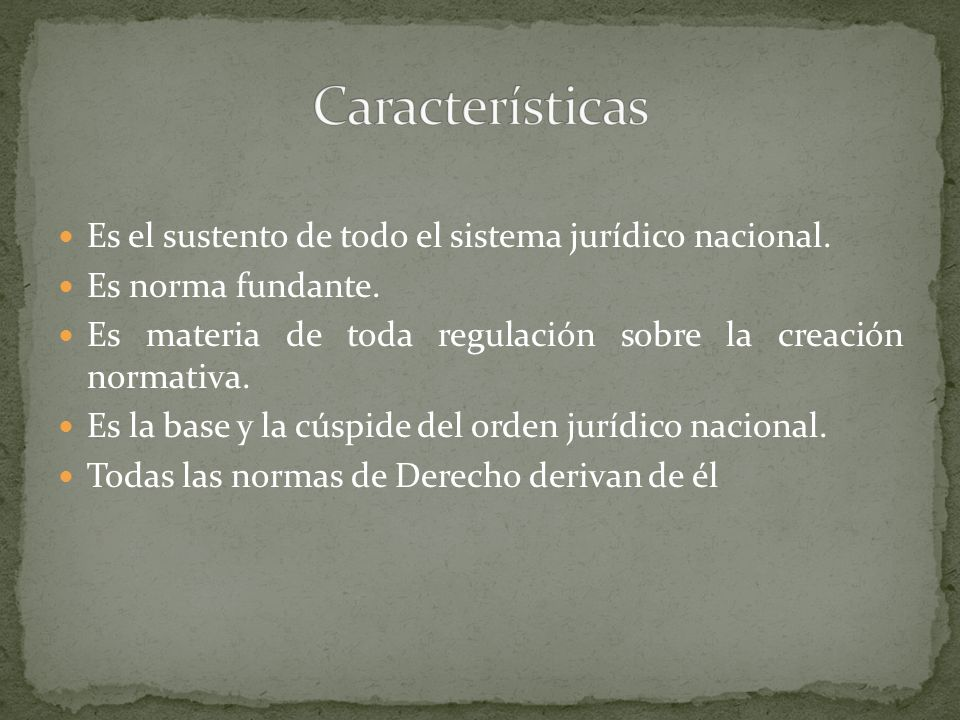 Características
Es el sustento de todo el sistema jurídico nacional.
Es norma fundante.
Es materia de toda regulación sobre la creación
normativa.
Es la base y la cúspide del orden jurídico nacional.
Todas las normas de Derecho derivan de él